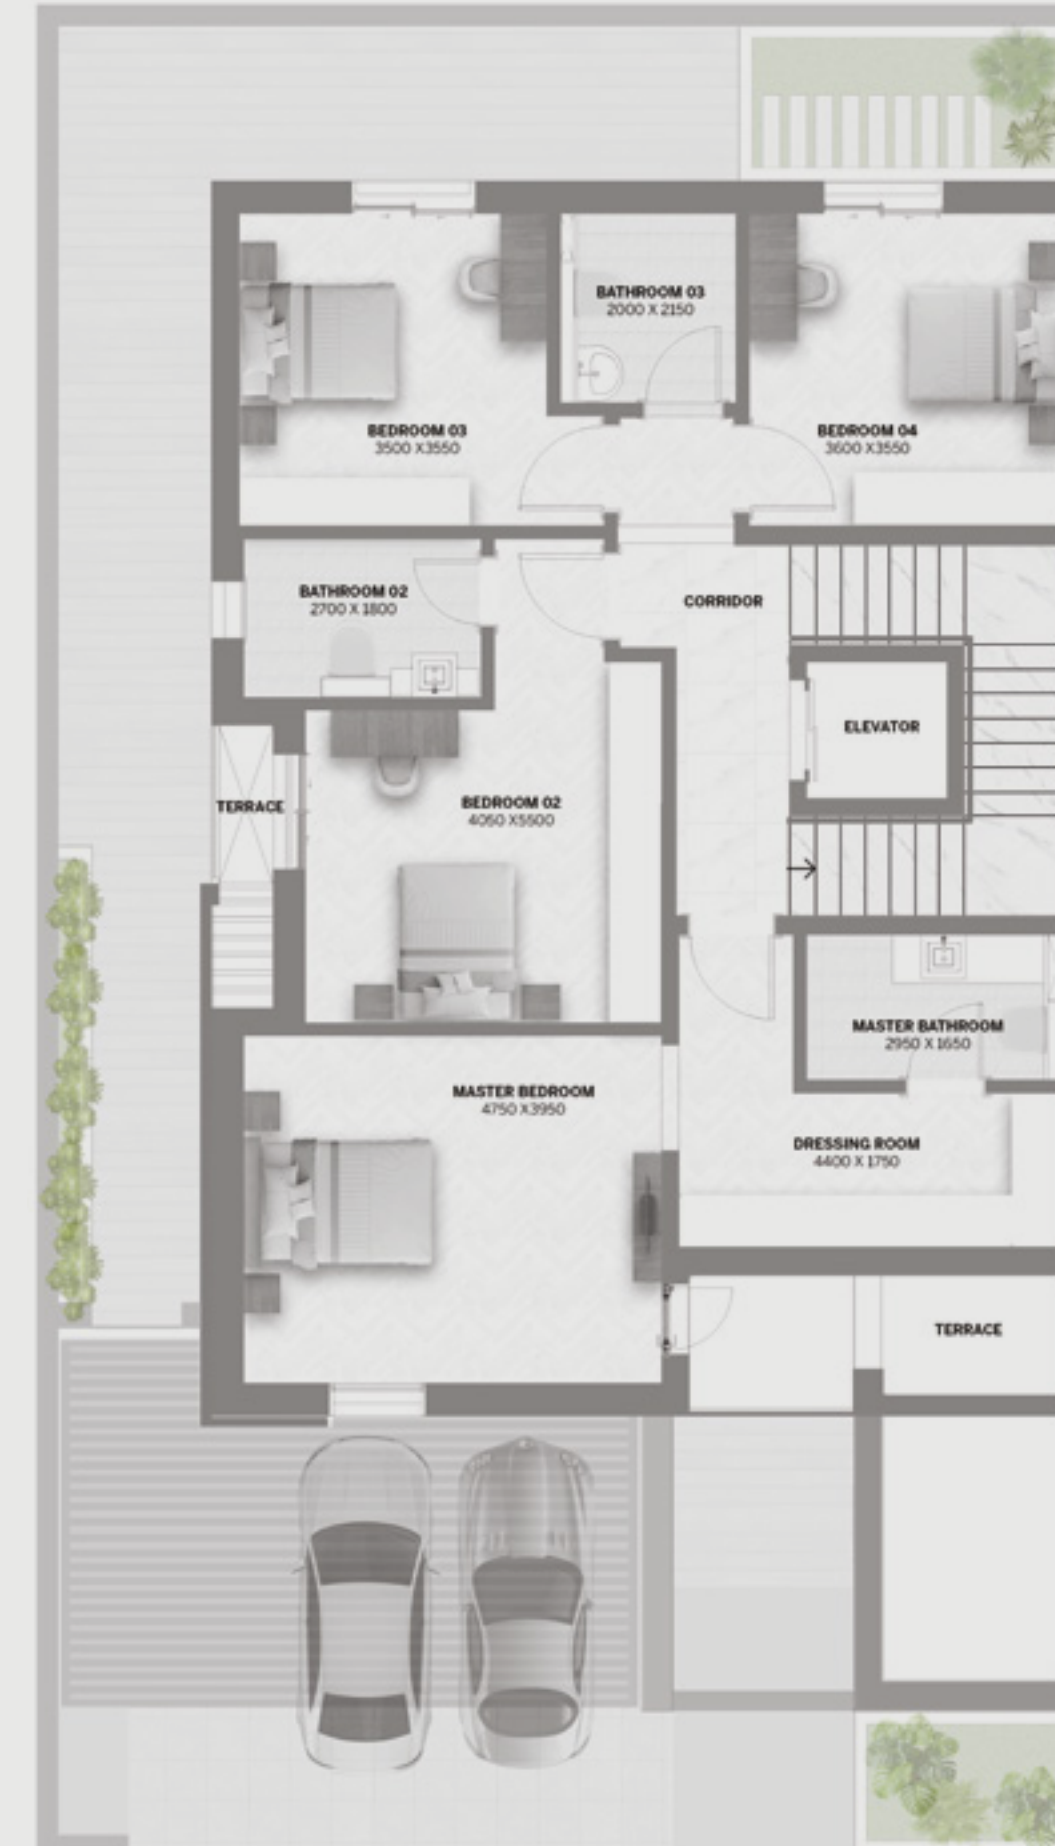 BATHROOM 03
2000 X 2150
BEDROOM 03
3500 X3550
BEDROOM 04
3600 X3550
BATHROOM 02
2700 X 1800
CORRIDOR
ELEVATOR
TERRACE
BEDROOM 02
4050 X5500
MASTER BATHROOM
2950 X 1650
MASTER BEDROOM
4750 X3950
DRESSING ROOM
4400 X 1750
TERRACE